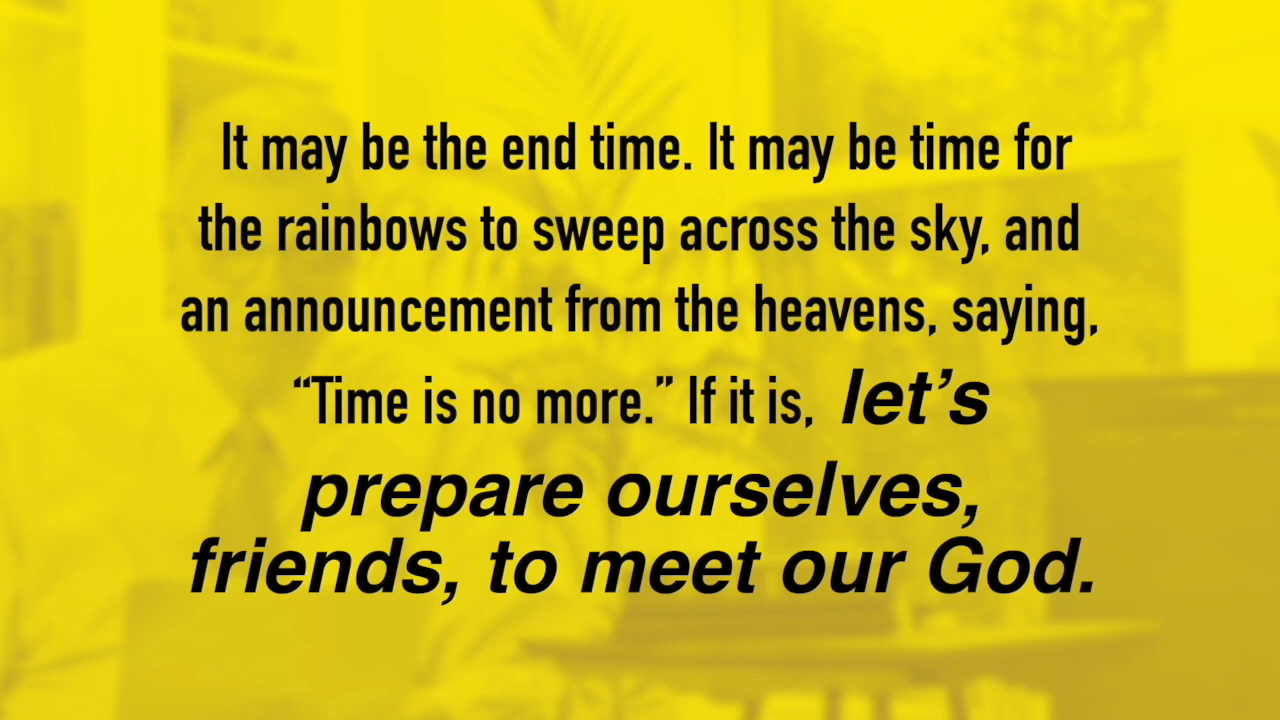 It may be the end time. It may be time for
the rainbows to sweep across the sky, and
an announcement from the heavens, saying,
“Time is no more.” If it is, let’s
prepare ourselves,
friends, to meet our God.